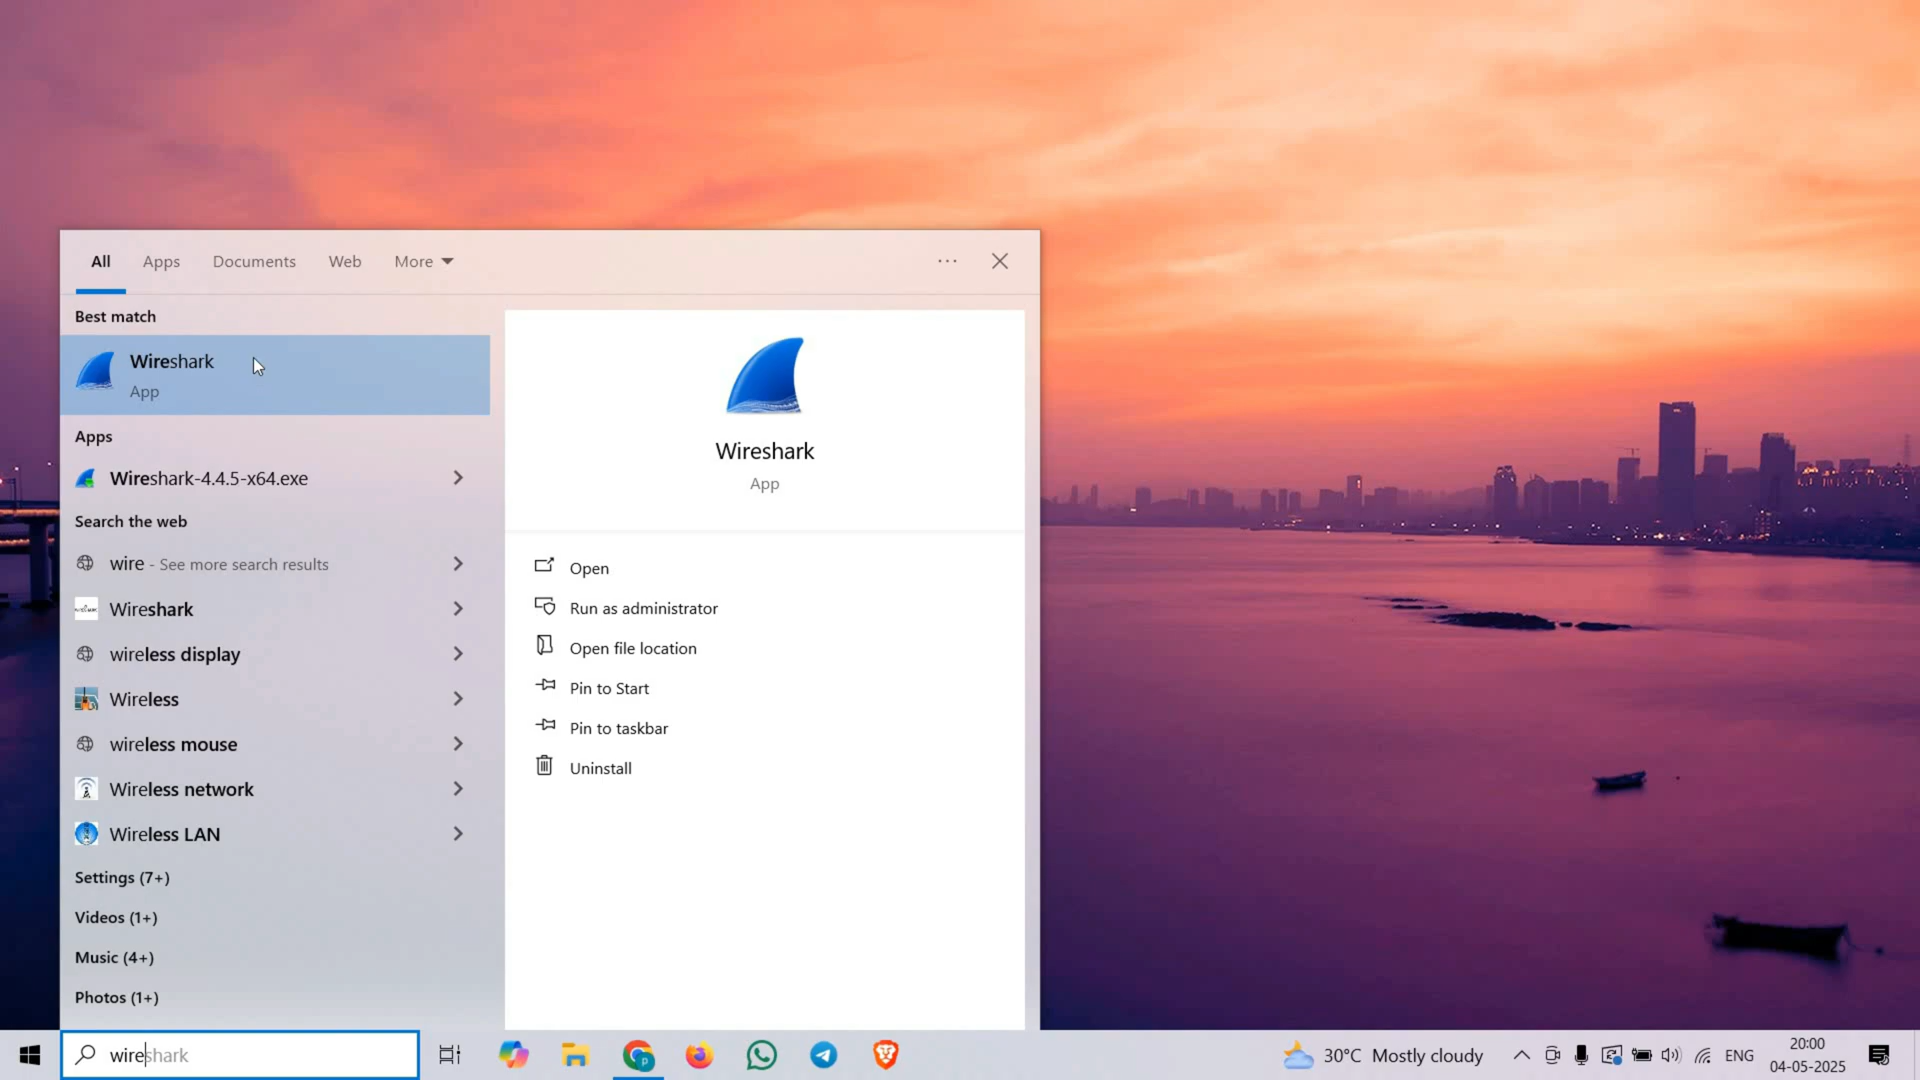 All
Apps
Documents
Web
More
Best match
Wireshark
App
Apps
Wireshark-4.4.5-x64.exe
Search the web
wire - See more search results
Wireshark
wireless display
Wireless
wireless mouse
Wireless network
Wireless LAN
Settings (7+)
Videos (1+)
Music (4+)
Photos (1+)
Wireshark
App
Open
Run as administrator
Open file location
Pin to Start
Pin to taskbar
Uninstall
wireshark
30°C Mostly cloudy
ENG
20:00
04-05-2025